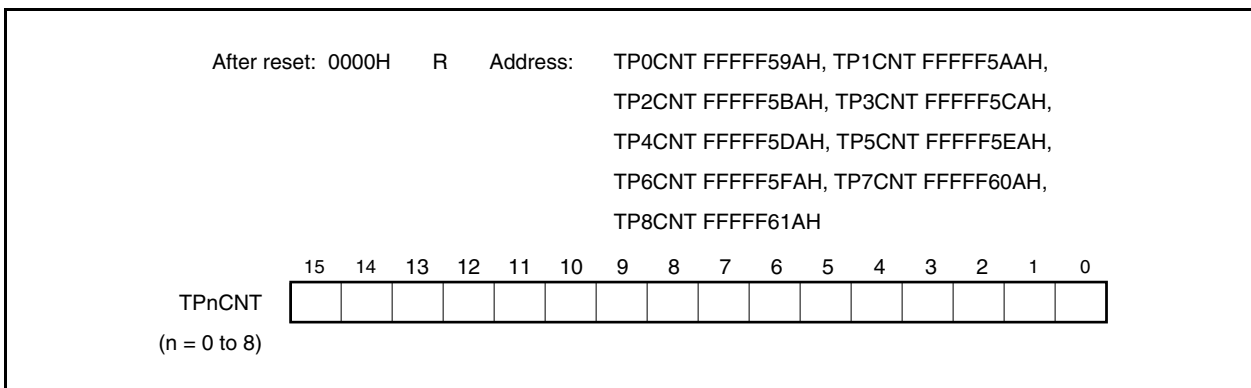 After reset: 0000H R Address: TP0CNT FFFFF59AH, TP1CNT FFFFF5AAH,
TP2CNT FFFFF5BAH, TP3CNT FFFFF5CAH,
TP4CNT FFFFF5DAH, TP5CNT FFFFF5EAH,
TP6CNT FFFFF5FAH, TP7CNT FFFFF60AH,
TP8CNT FFFFF61AH
15 14 13 12 11 10 9 8 7 6 5 4 3 2 1 0
TPnCNT
(n = 0 to 8)